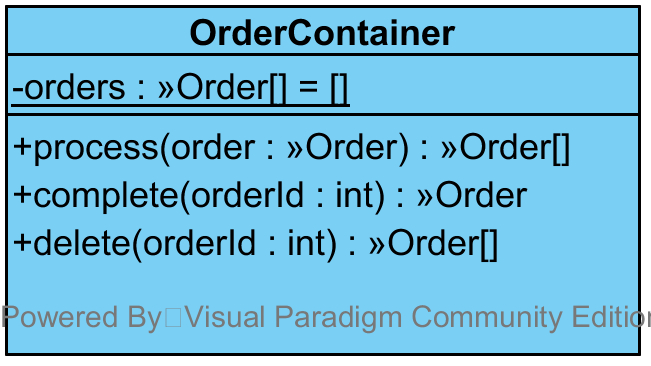 OrderContainer
-orders : »Order[] = []
+process(order : »Order) : »Order[]
+complete(orderId : int) : »Order
+delete(orderId : int) : »Order[]
Powered By□Visual Paradigm Community Edition